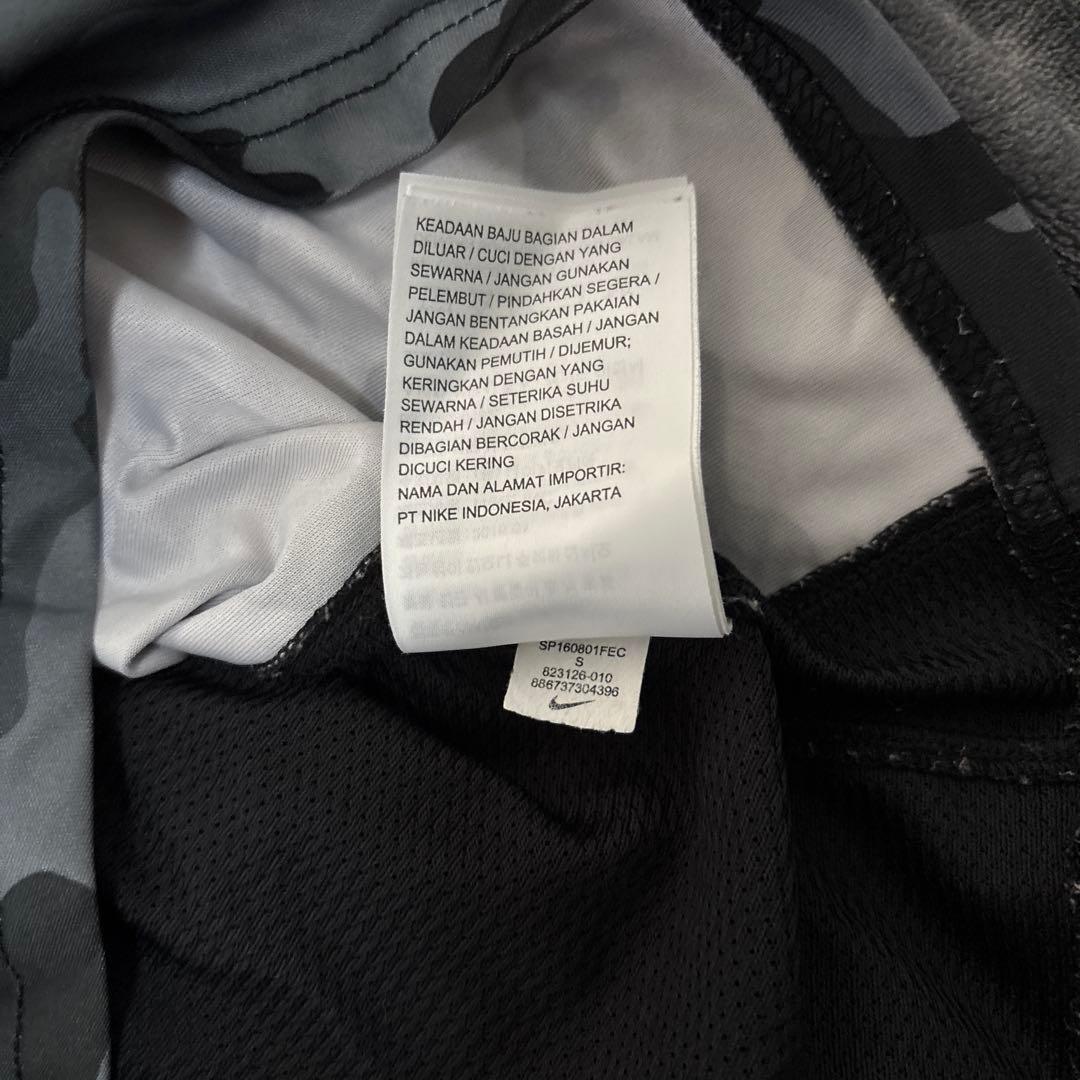 KEADAAN BAJU BAGIAN DALAM
DILUAR / CUCI DENGAN YANG
SEWARNA / JANGAN GUNAKAN
PELEMBUT / PINDAHKAN SEGERA /
JANGAN BENTANGKAN PAKAIAN
DALAM KEADAAN BASAH / JANGAN
GUNAKAN PEMUTIH / DIJEMUR;
KERINGKAN DENGAN YANG
SEWARNA / SETERIKA SUHU
RENDAH / JANGAN DISETRIKA
DIBAGIAN BERCORAK / JANGAN
DICUCI KERING
NAMA DAN ALAMAT IMPORTIR:
PT NIKE INDONESIA, JAKARTA
SP160801FEC
S
823126-010
886737304396